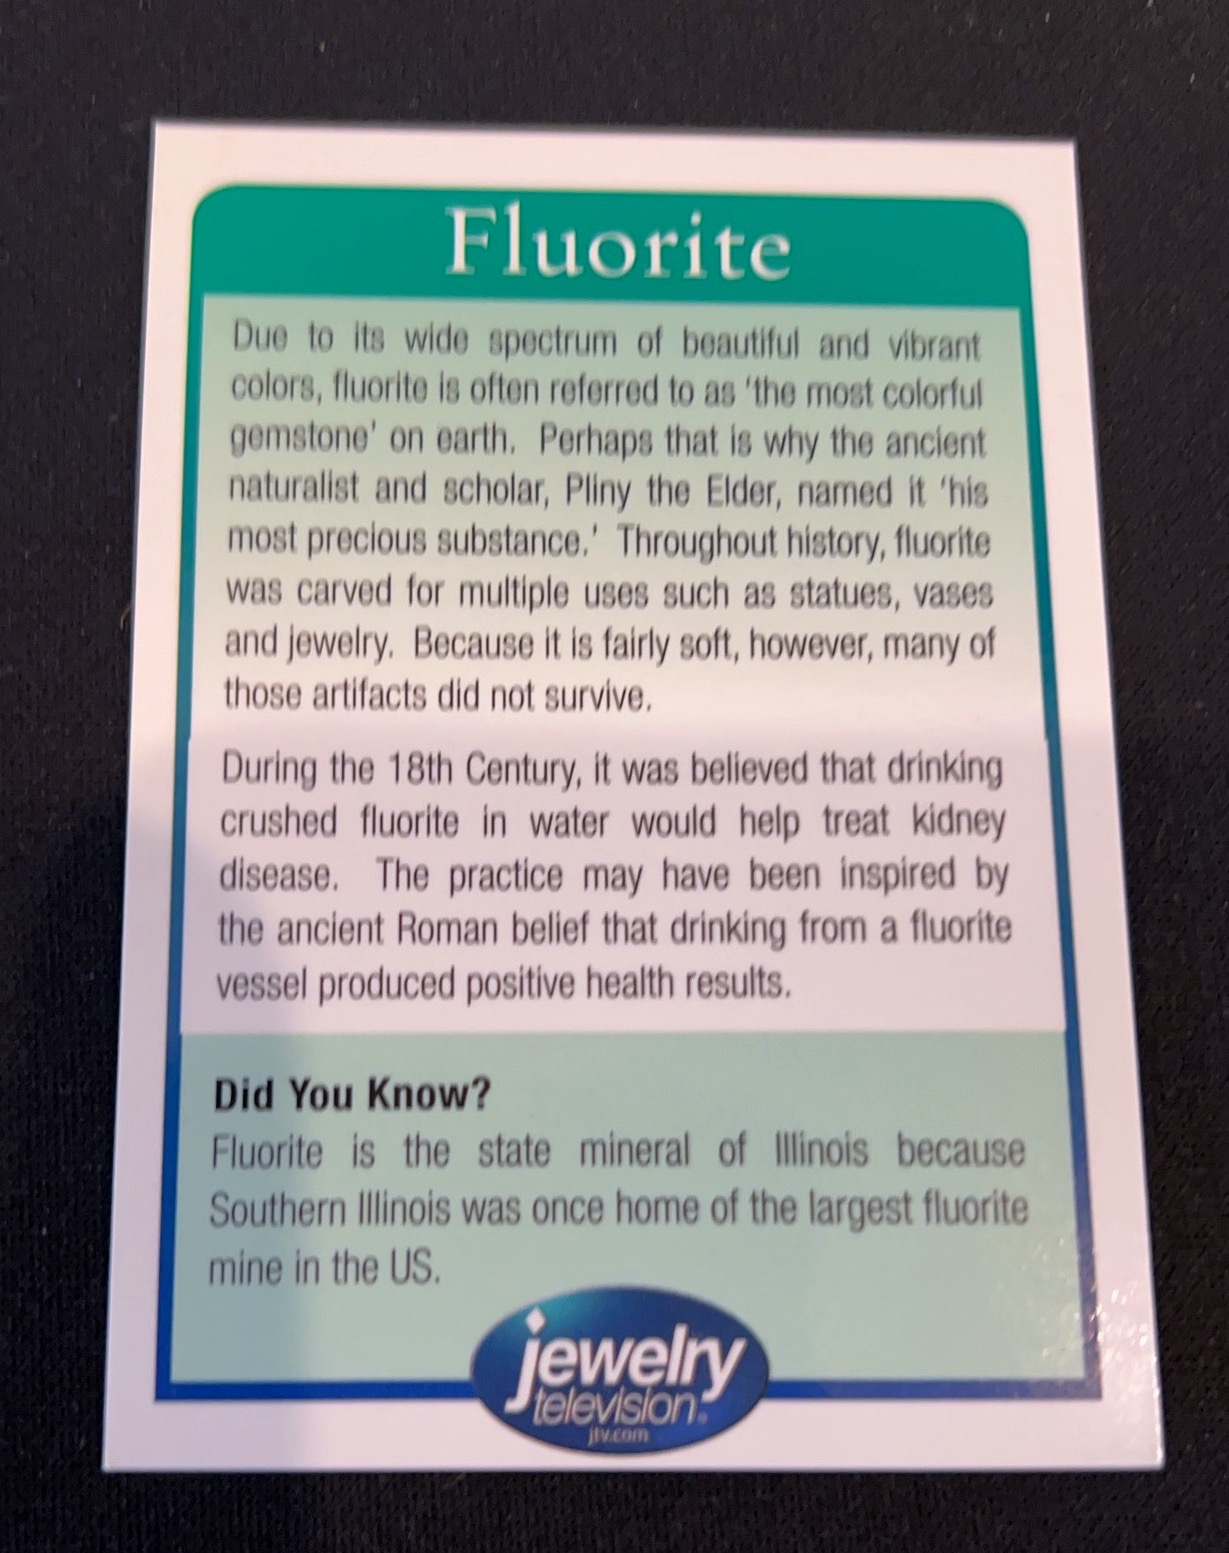 Fluorite
Due to its wide spectrum of beautiful and vibrant
colors, fluorite is often referred to as 'the most colorful
gemstone' on earth. Perhaps that is why the ancient
naturalist and scholar, Pliny the Elder, named it 'his
most precious substance.' Throughout history, fluorite
was carved for multiple uses such as statues, vases
and jewelry. Because it is fairly soft, however, many of
those artifacts did not survive.
During the 18th Century, it was believed that drinking
crushed fluorite in water would help treat kidney
disease. The practice may have been inspired by
the ancient Roman belief that drinking from a fluorite
vessel produced positive health results.
Did You Know?
Fluorite is the state mineral of Illinois because
Southern Illinois was once home of the largest fluorite
mine in the US.
jewelry
television®
jtv.com